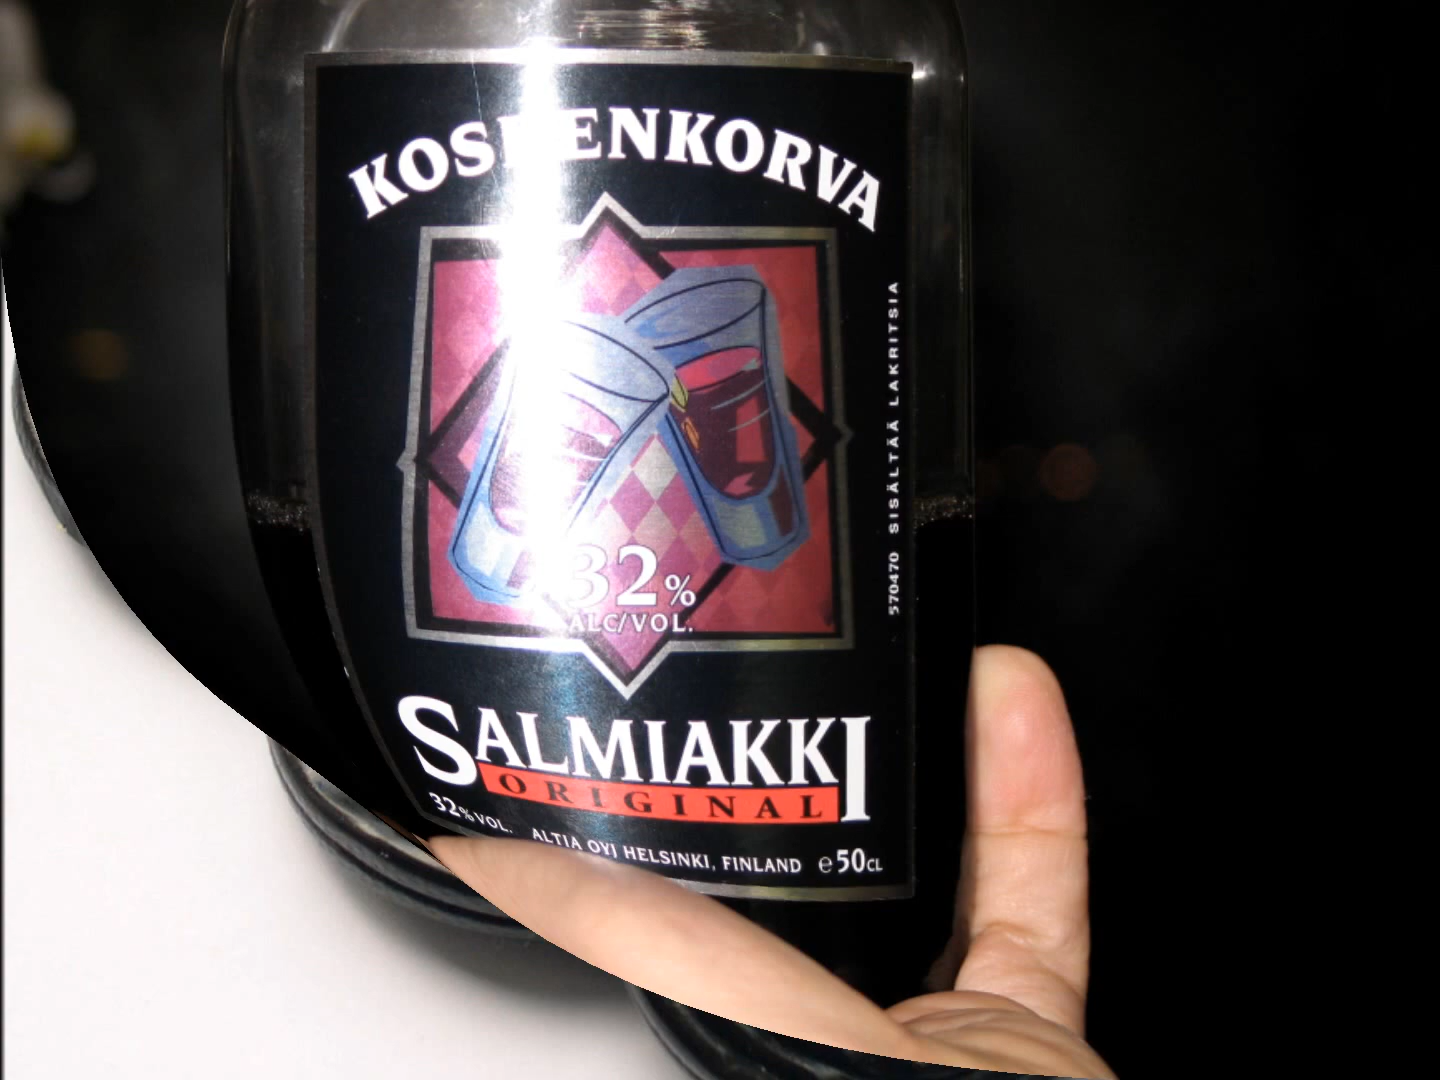 KOSKENKORVA
32%
ALC/VOL.
SALMIAKKI
ORIGINAL
32% VOL. ALTIA OYJ HELSINKI, FINLAND e 50CL
570470 SISÄLTÄÄ LAKRITSIA